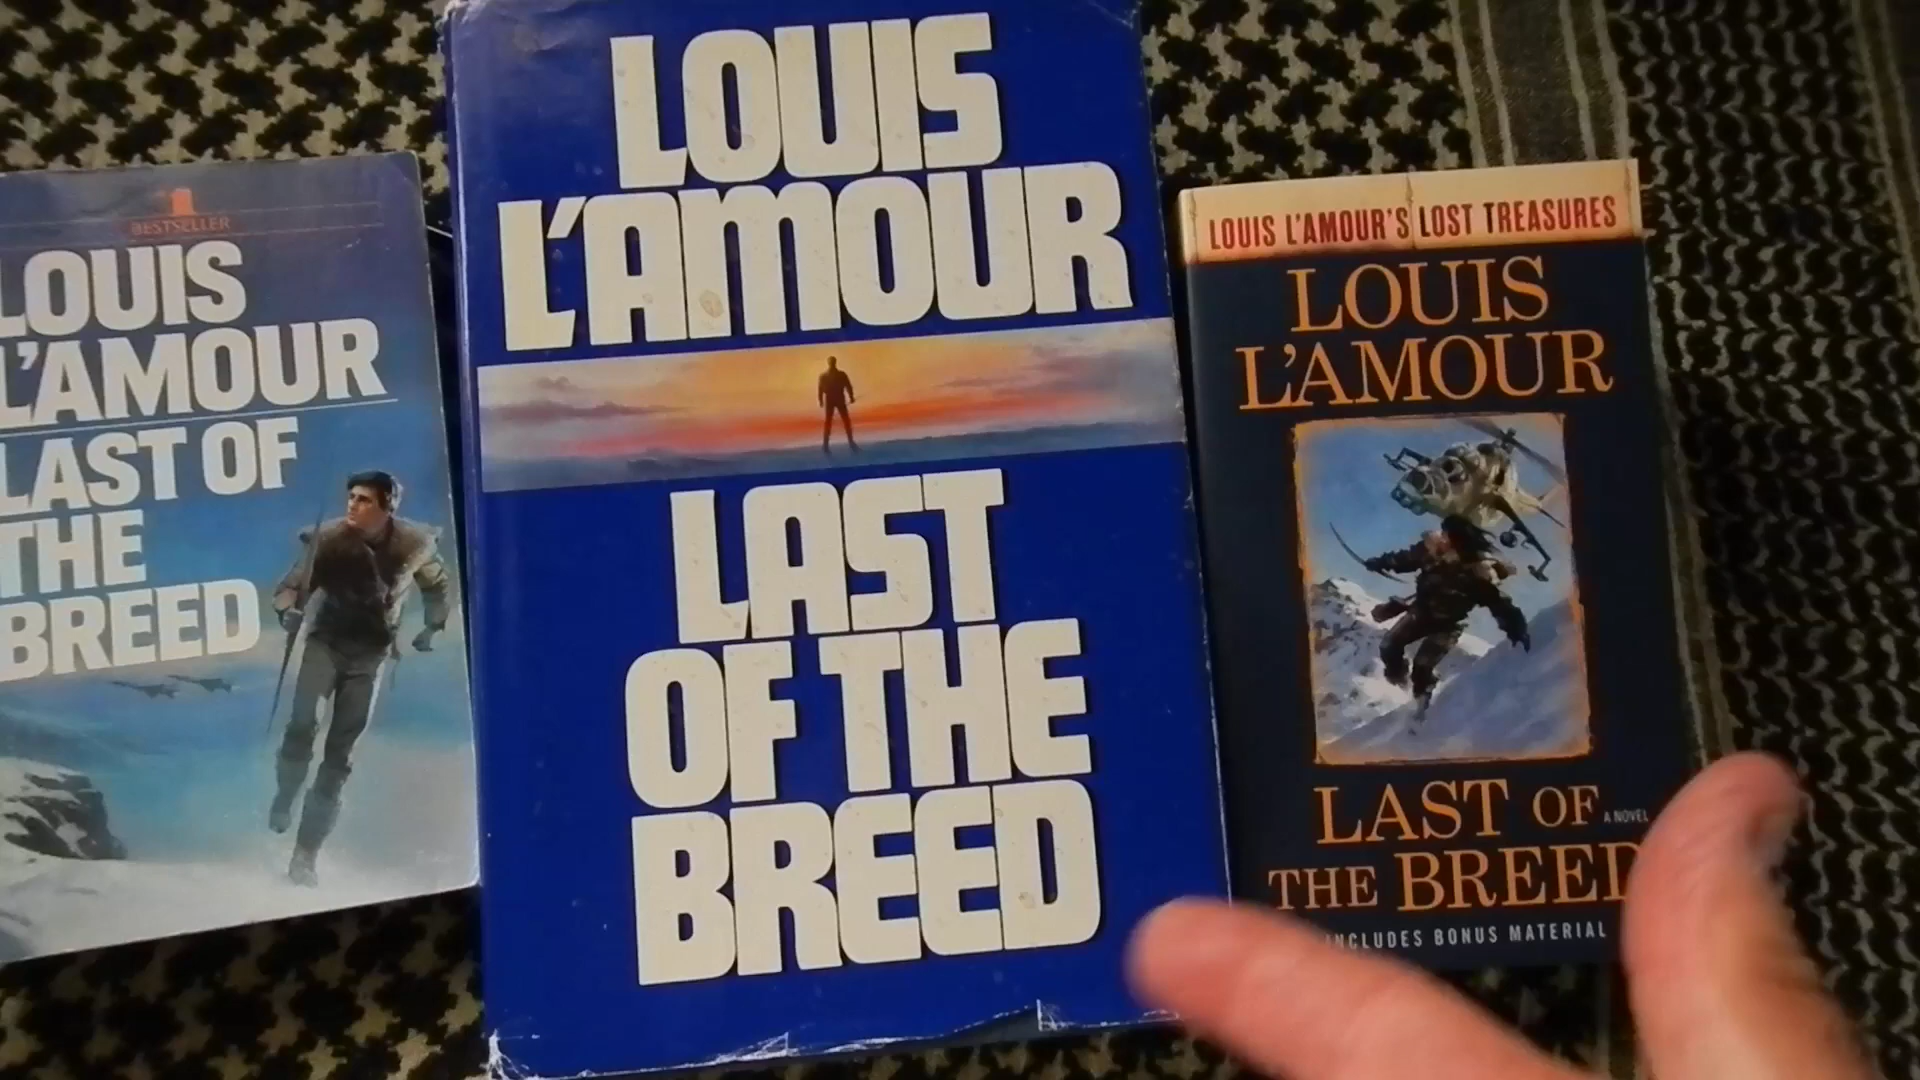 1
BESTSELLER
LOUIS
L'AMOUR
LAST OF
THE
BREED
LOUIS
L'AMOUR
LAST
OF THE
BREED
LOUIS L'AMOUR'S LOST TREASURES
LOUIS
L'AMOUR
LAST OF
A NOVEL
THE BREED
INCLUDES BONUS MATERIAL